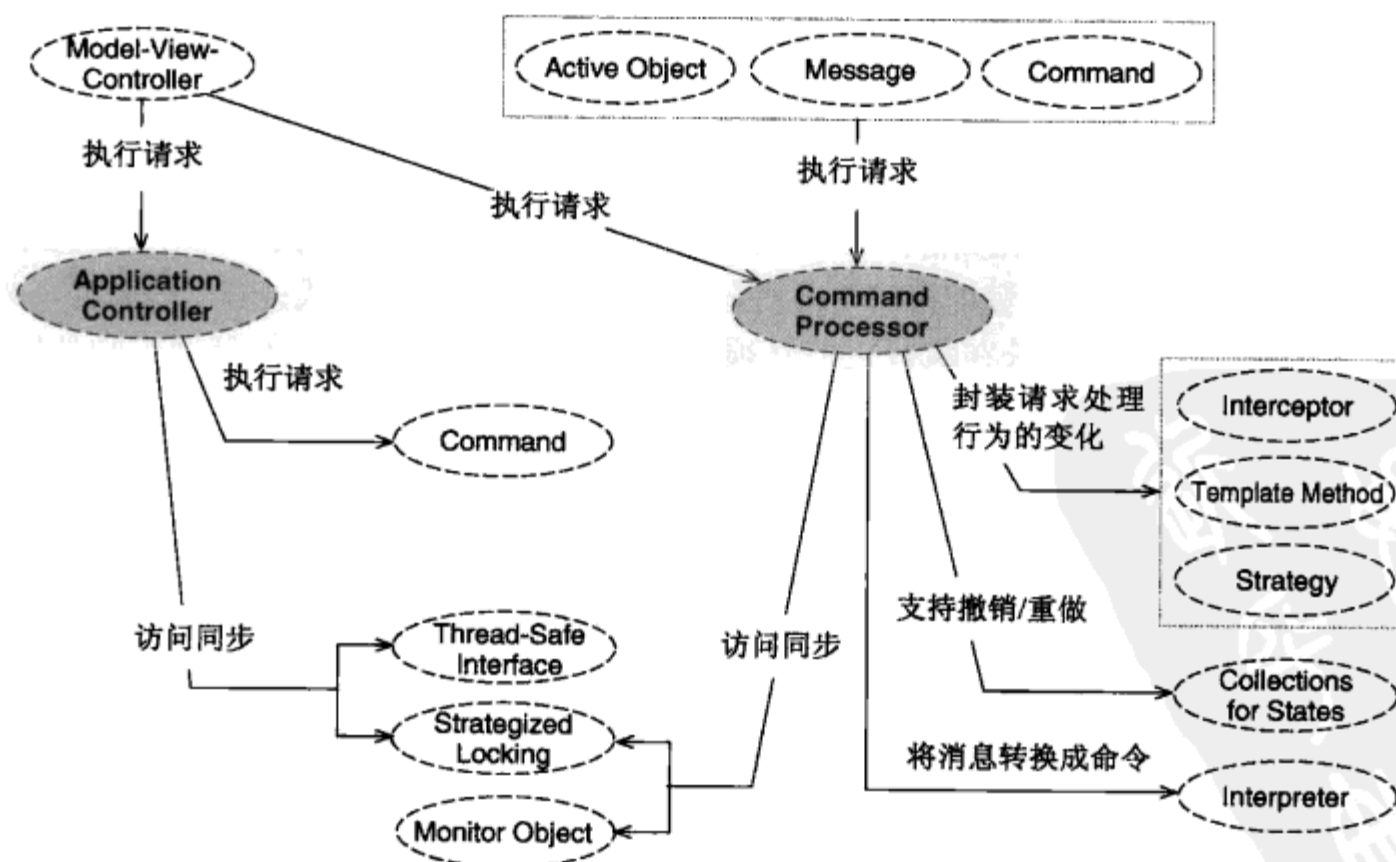 Model-View-
Controller
Active Object
Message
Command
执行请求
执行请求
执行请求
Application
Controller
Command
Processor
执行请求
Command
封装请求处理
行为的变化
Interceptor
Template Method
Strategy
访问同步
Thread-Safe
Interface
Strategized
Locking
Monitor Object
访问同步
支持撤销/重做
Collections
for States
将消息转换成命令
Interpreter